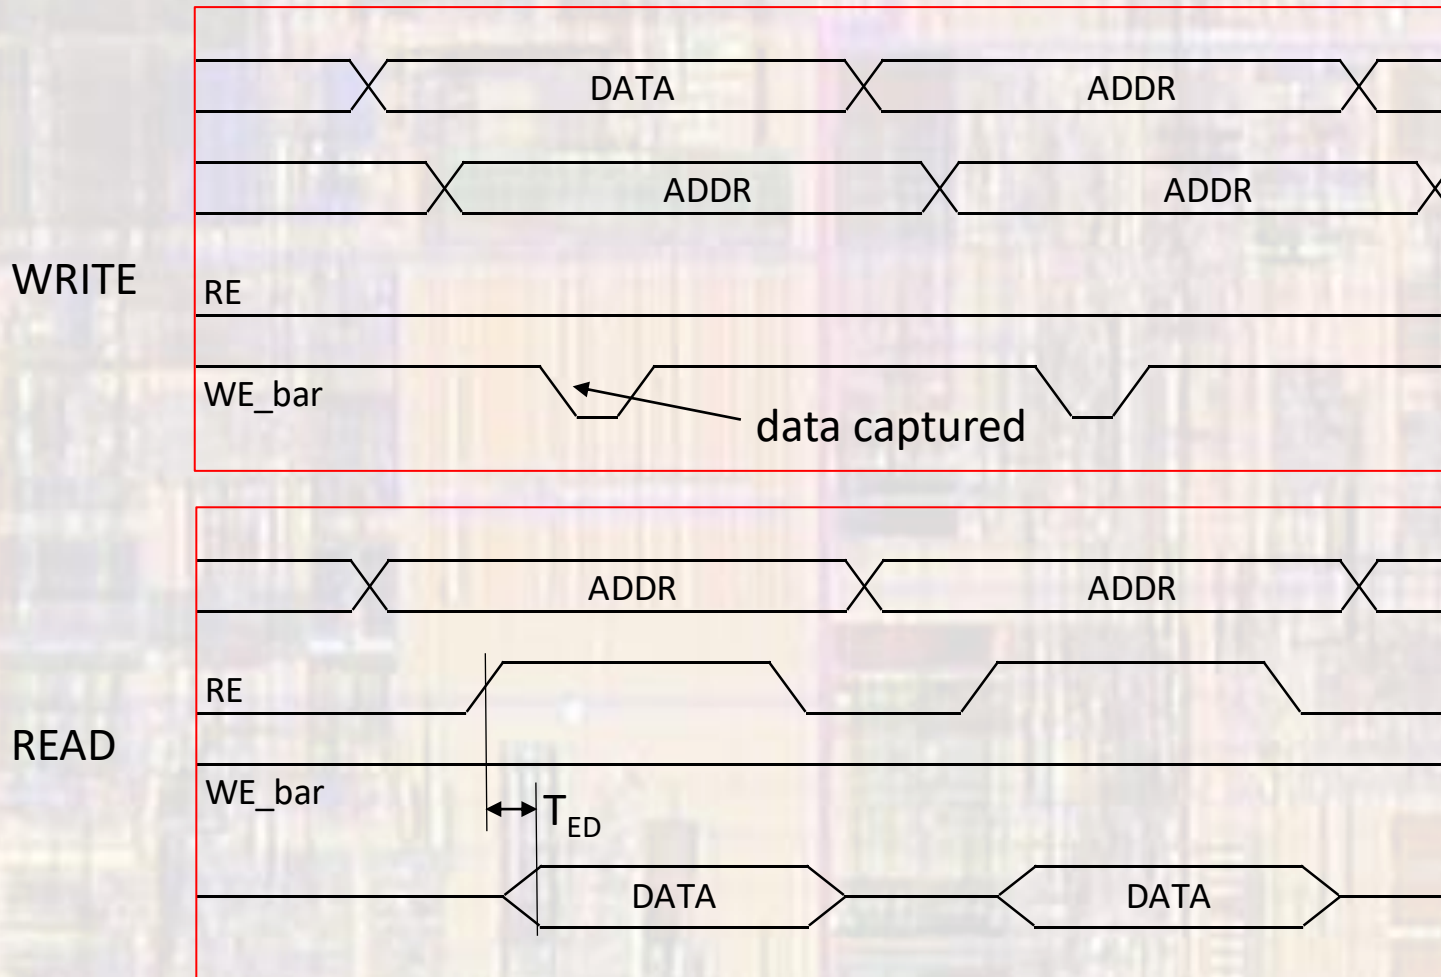 DATA ADDR
ADDR ADDR
WRITE
RE
WE_bar
data captured
ADDR ADDR
RE
READ
WE_bar
TED
DATA DATA